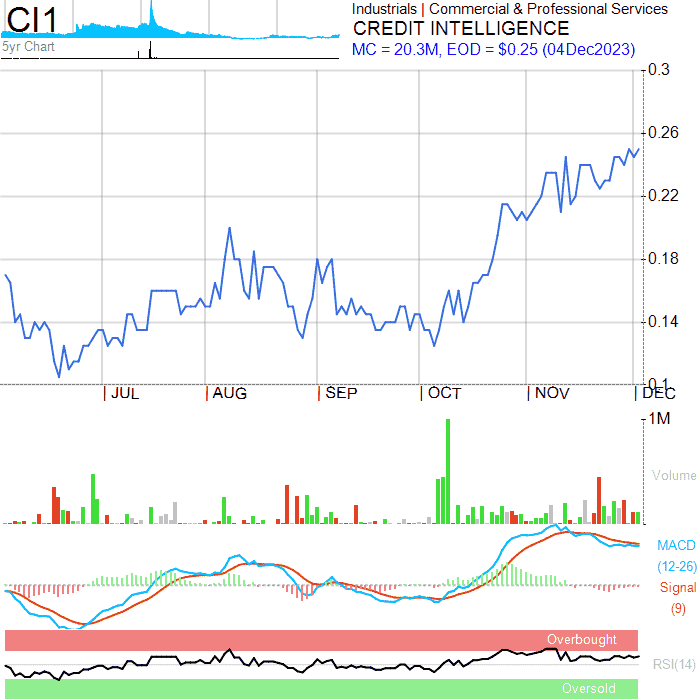 CI1
5yr Chart
Industrials | Commercial & Professional Services
CREDIT INTELLIGENCE
MC = 20.3M, EOD = $0.25 (04Dec2023)
0.3
0.26
0.22
0.18
0.14
0.1
JUL AUG SEP OCT NOV DEC
1M
Volume
MACD
(12-26)
Signal
(9)
Overbought
RSI(14)
Oversold